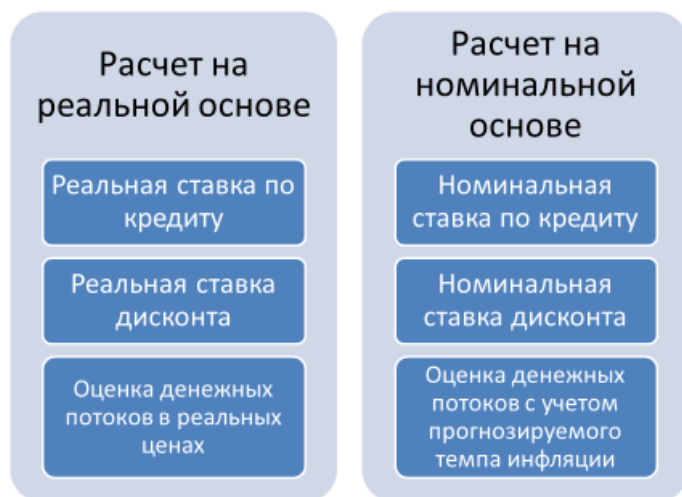 Расчет на
реальной основе
Реальная ставка по
кредиту
Реальная ставка
дисконта
Оценка денежных
потоков в реальных
ценах
Расчет на
номинальной
основе
Номинальная
ставка по кредиту
Номинальная
ставка дисконта
Оценка денежных
потоков с учетом
прогнозируемого
темпа инфляции